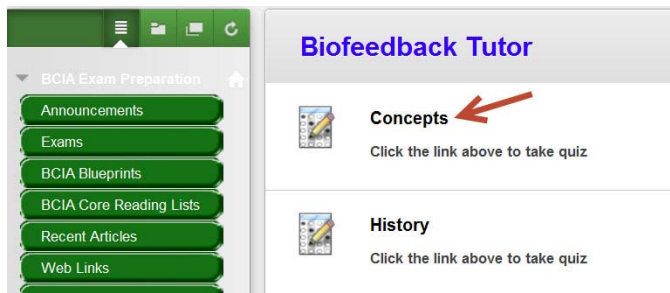 BCIA Exam Preparation
Announcements
Exams
BCIA Blueprints
BCIA Core Reading Lists
Recent Articles
Web Links
Biofeedback Tutor
Concepts
Click the link above to take quiz
History
Click the link above to take quiz